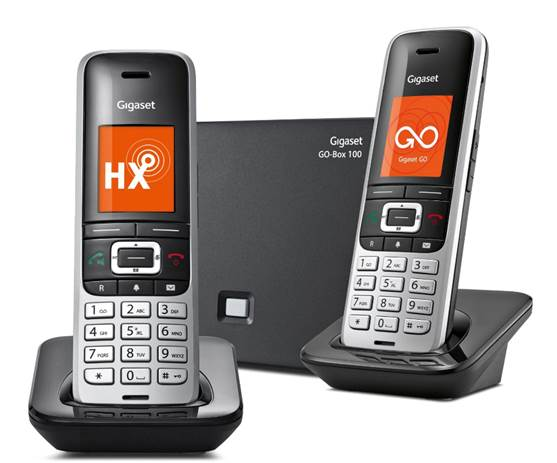 Gigaset
HX
R
1
2 ABC
3 DEF
4 GHI
5 JKL
6 MNO
7 PQRS
8 TUV
9 WXYZ
*
0
#
Gigaset
GO-Box 100
Gigaset
GO
Gigaset GO
R
1
2 ABC
3 DEF
4 GHI
5 JKL
6 MNO
7 PQRS
8 TUV
9 WXYZ
*
0
#